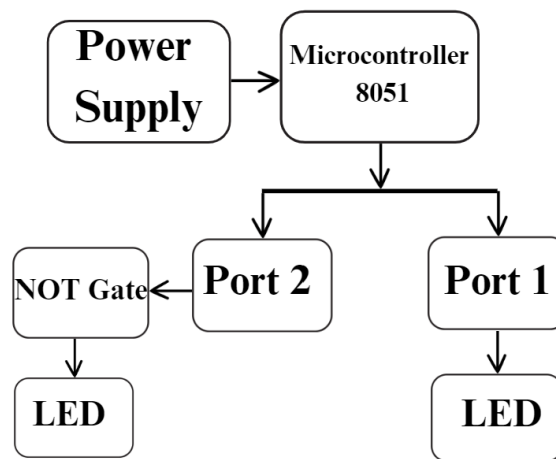 Power
Supply
Microcontroller
8051
Port 2
Port 1
NOT Gate
LED
LED